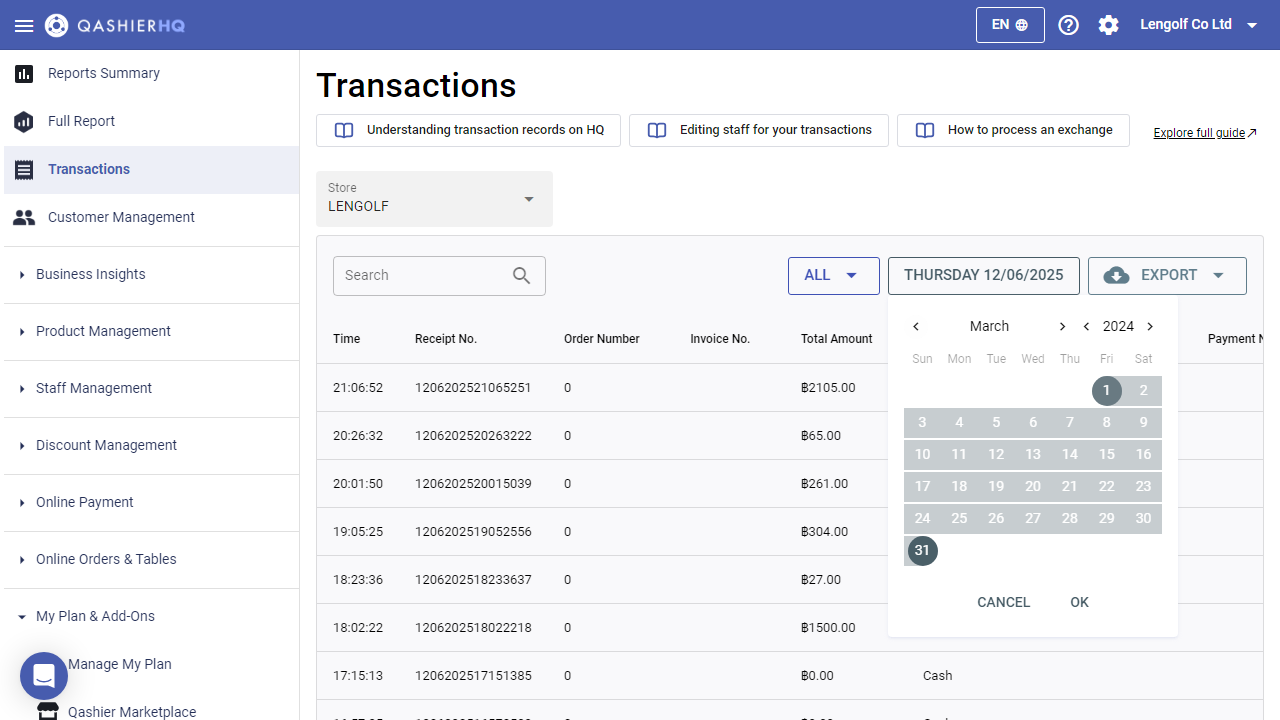 QASHIERHQ
EN
Lengolf Co Ltd
Reports Summary
Full Report
Transactions
Customer Management
Business Insights
Product Management
Staff Management
Discount Management
Online Payment
Online Orders & Tables
My Plan & Add-Ons
Manage My Plan
Qashier Marketplace
Transactions
Understanding transaction records on HQ
Editing staff for your transactions
How to process an exchange
Explore full guide
Store
LENGOLF
Search
ALL
THURSDAY 12/06/2025
EXPORT
Time Receipt No. Order Number Invoice No. Total Amount Payment N
21:06:52 1206202521065251 0 ฿2105.00
20:26:32 1206202520263222 0 ฿65.00
20:01:50 1206202520015039 0 ฿261.00
19:05:25 1206202519052556 0 ฿304.00
18:23:36 1206202518233637 0 ฿27.00
18:02:22 1206202518022218 0 ฿1500.00
17:15:13 1206202517151385 0 ฿0.00 Cash
March 2024
Sun Mon Tue Wed Thu Fri Sat
1 2
3 4 5 6 7 8 9
10 11 12 13 14 15 16
17 18 19 20 21 22 23
24 25 26 27 28 29 30
31
CANCEL OK